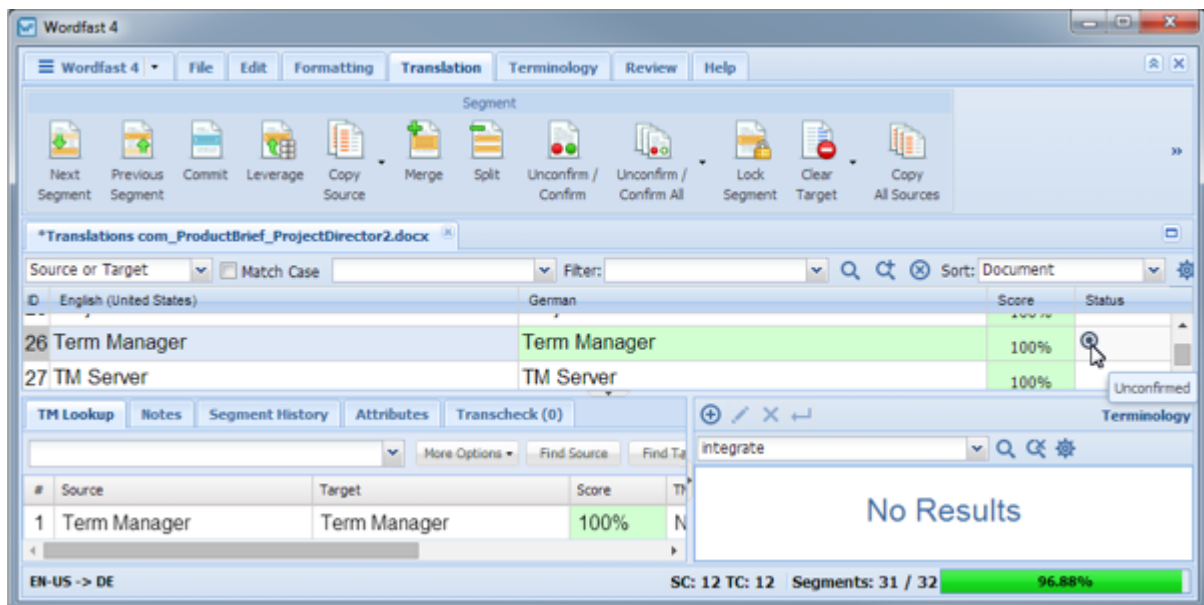 Wordfast 4
Wordfast 4 File Edit Formatting Translation Terminology Review Help
Segment
Next Segment
Previous Segment
Commit
Leverage
Copy Source
Merge
Split
Unconfirm / Confirm
Unconfirm / Confirm All
Lock Segment
Clear Target
Copy All Sources
*Translations com_ProductBrief_ProjectDirector2.docx
Source or Target Match Case Filter: Sort: Document
ID English (United States) German Score Status
26 Term Manager Term Manager 100%
27 TM Server TM Server 100%
Unconfirmed
TM Lookup Notes Segment History Attributes Transcheck (0)
More Options Find Source Find Ta
# Source Target Score
1 Term Manager Term Manager 100% N
Terminology
integrate
No Results
EN-US -> DE SC: 12 TC: 12 Segments: 31 / 32 96.88%